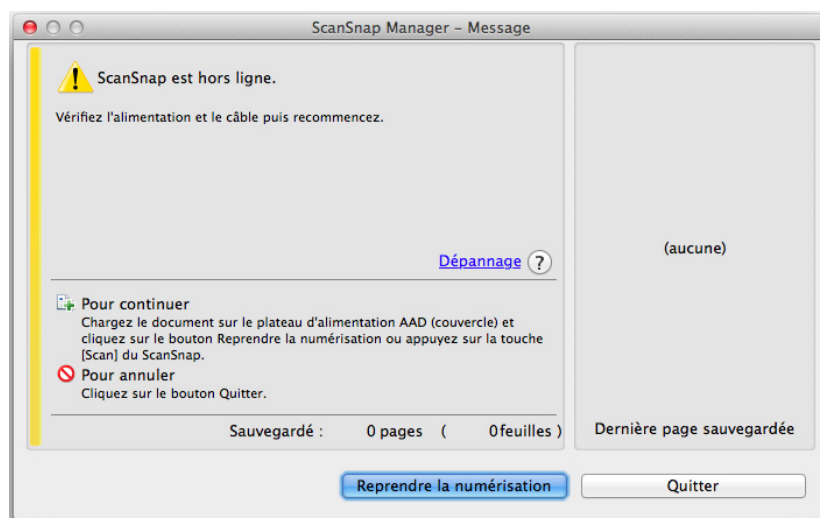 ScanSnap Manager – Message
ScanSnap est hors ligne.
Vérifiez l'alimentation et le câble puis recommencez.
Dépannage ?
Pour continuer
Chargez le document sur le plateau d'alimentation AAD (couvercle) et
cliquez sur le bouton Reprendre la numérisation ou appuyez sur la touche
[Scan] du ScanSnap.
Pour annuler
Cliquez sur le bouton Quitter.
Sauvegardé : 0 pages ( 0feuilles )
(aucune)
Dernière page sauvegardée
Reprendre la numérisation
Quitter